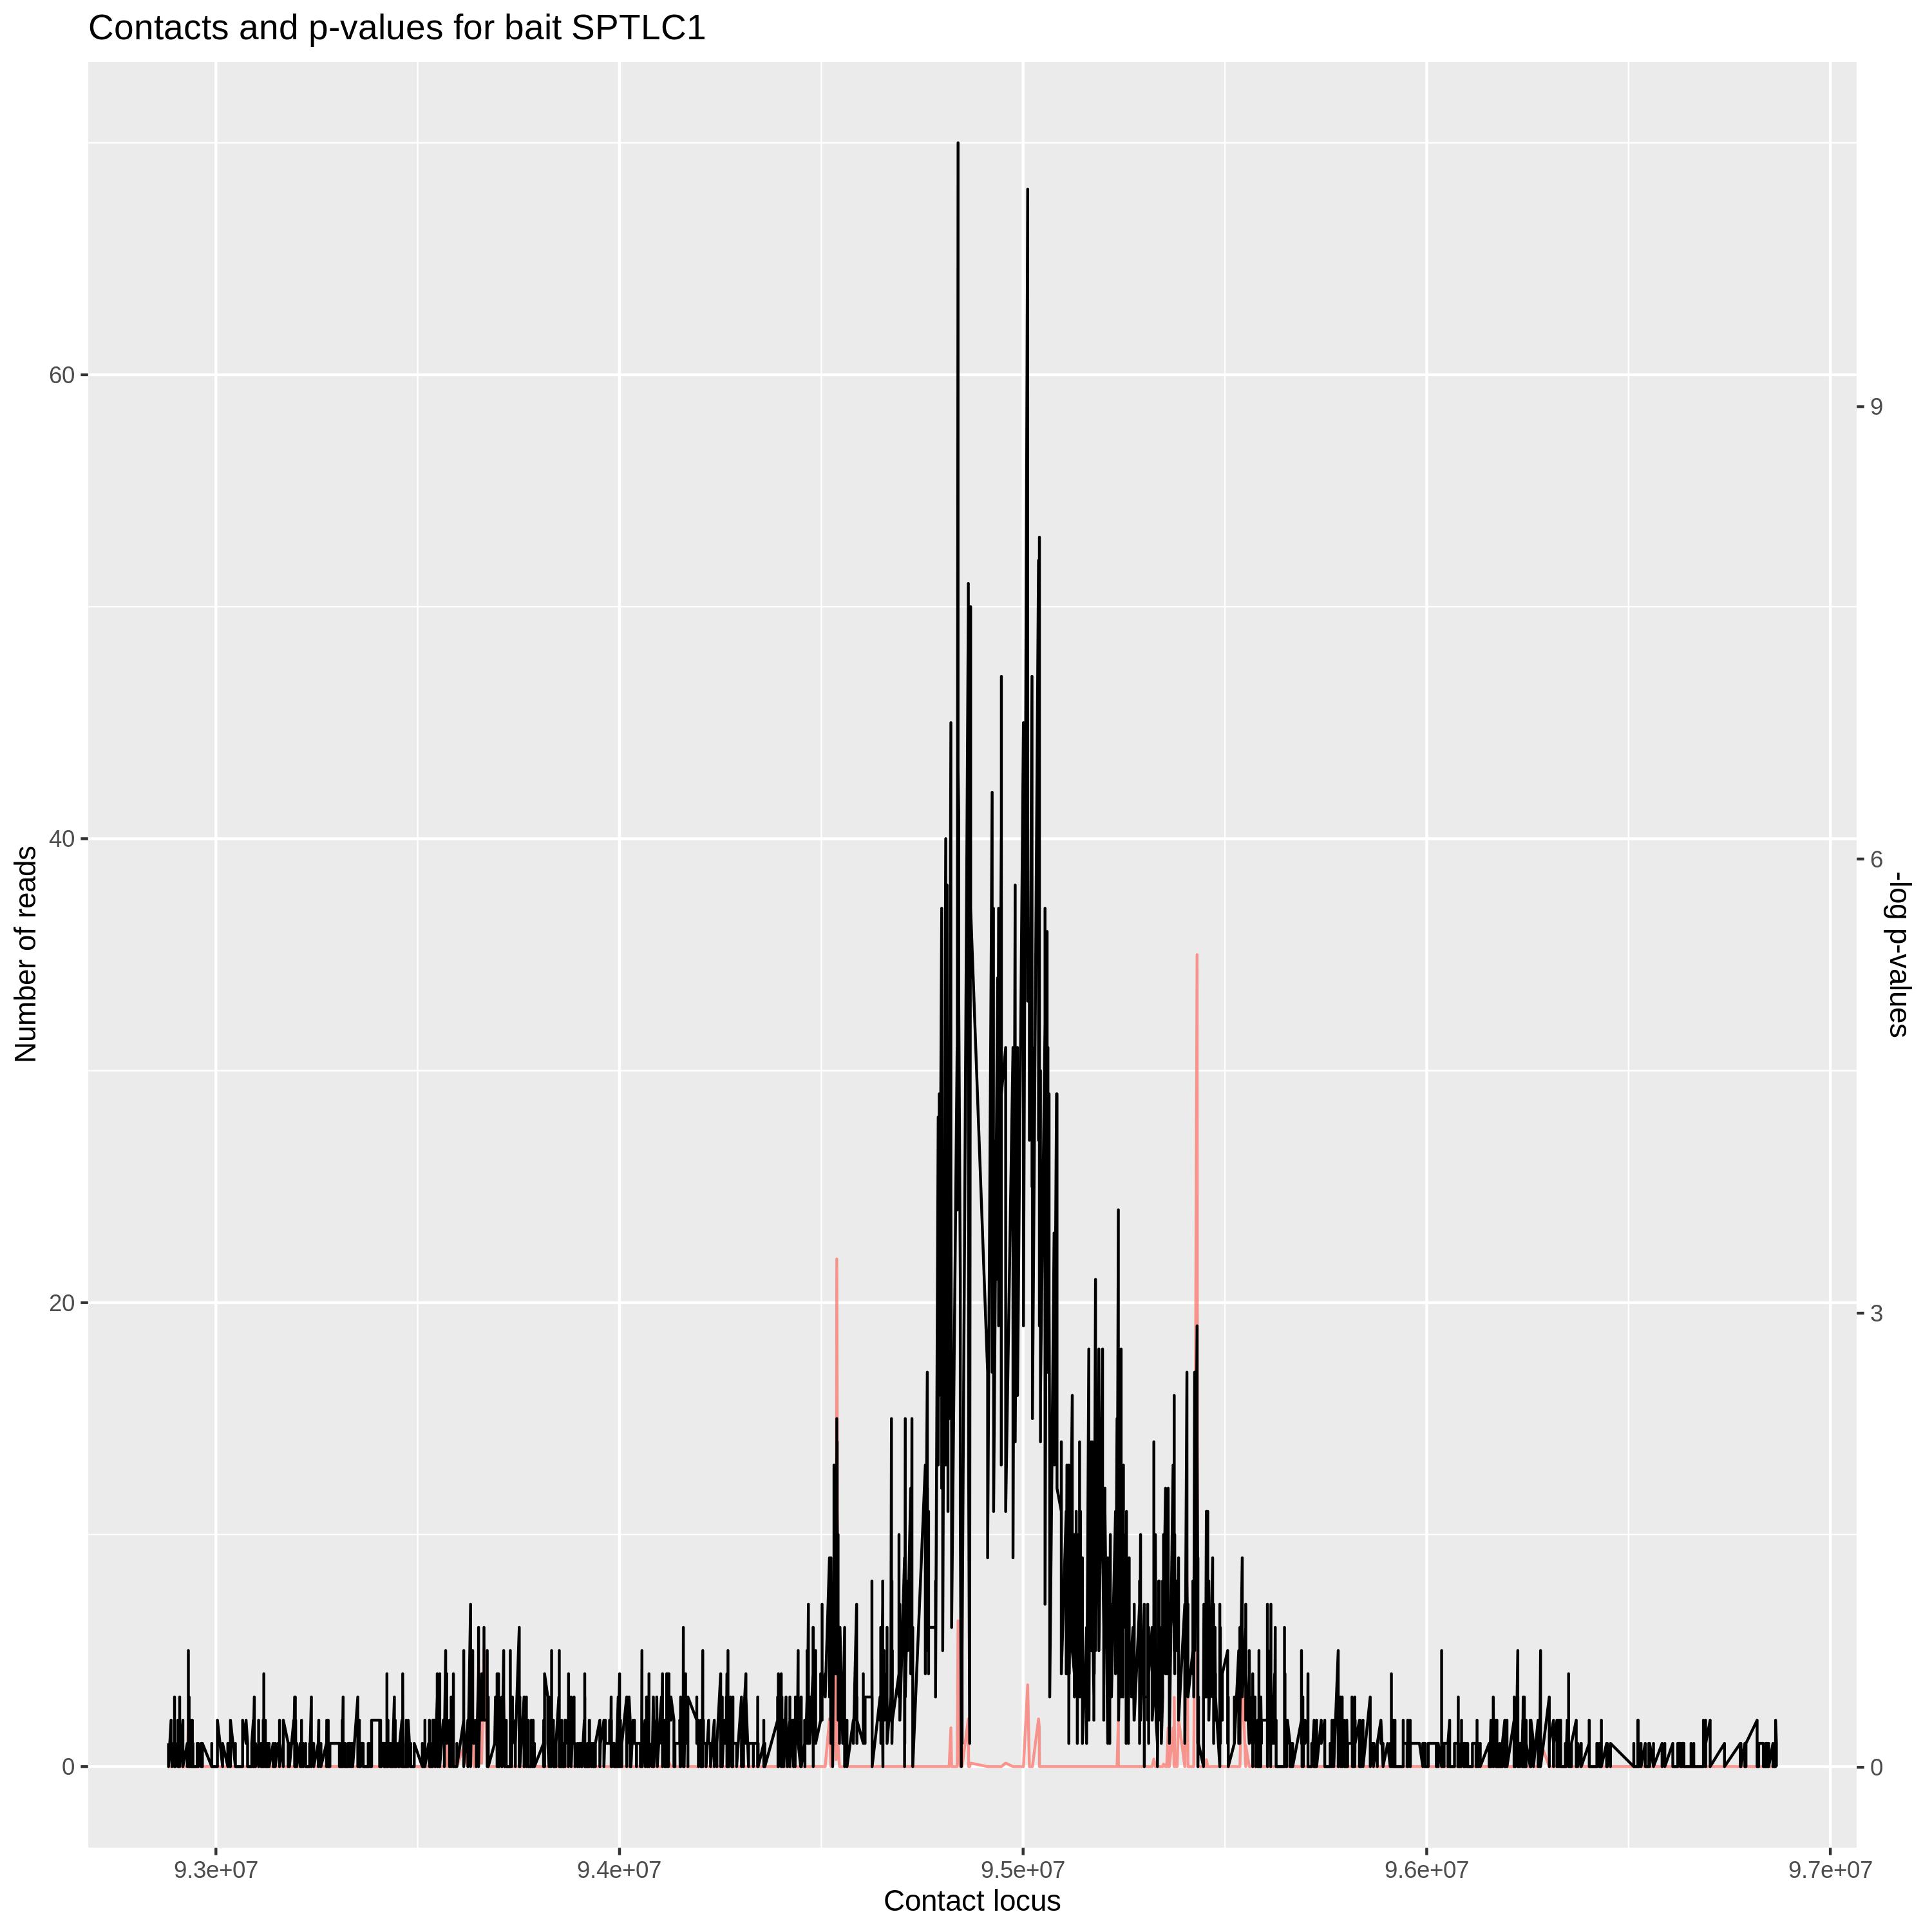 Contacts and p-values for bait SPTLC1
60
40
20
0
9
6
3
0
Number of reads
-log p-values
9.3e+07
9.4e+07
9.5e+07
9.6e+07
9.7e+07
Contact locus